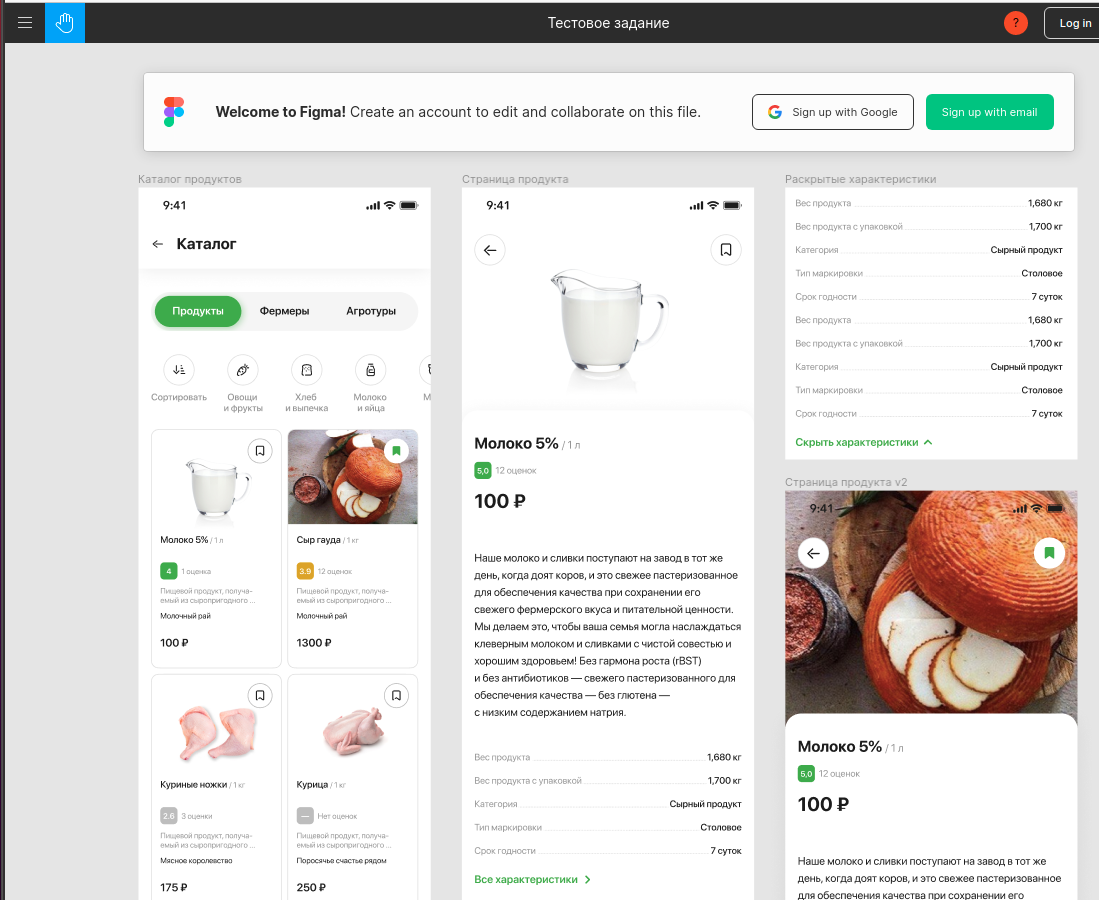 Тестовое задание
?
Log in
Welcome to Figma! Create an account to edit and collaborate on this file.
Sign up with Google
Sign up with email
Каталог продуктов
9:41
Каталог
Продукты
Фермеры
Агротуры
Сортировать
Овощи
и фрукты
Хлеб
и выпечка
Молоко
и яйца
М
Молоко 5% / 1 л
4
1 оценка
Пищевой продукт, получа-
емый из сыропригодного ...
Молочный рай
100 ₽
Сыр гауда / 1 кг
3.9
12 оценок
Пищевой продукт, получа-
емый из сыропригодного ...
Молочный рай
1300 ₽
Куриные ножки / 1 кг
2.6
3 оценки
Пищевой продукт, получа-
емый из сыропригодного ...
Мясное королевство
175 ₽
Курица / 1 кг
—
Нет оценок
Пищевой продукт, получа-
емый из сыропригодного ...
Поросячье счастье рядом
250 ₽
Страница продукта
9:41
Молоко 5% / 1 л
5,0
12 оценок
100 ₽
Наше молоко и сливки поступают на завод в тот же
день, когда доят коров, и это свежее пастеризованное
для обеспечения качества при сохранении его
свежего фермерского вкуса и питательной ценности.
Мы делаем это, чтобы ваша семья могла наслаждаться
клеверным молоком и сливками с чистой совестью и
хорошим здоровьем! Без гармона роста (rBST)
и без антибиотиков — свежего пастеризованного для
обеспечения качества — без глютена —
с низким содержанием натрия.
Вес продукта 1,680 кг
Вес продукта с упаковкой 1,700 кг
Категория Сырный продукт
Тип маркировки Столовое
Срок годности 7 суток
Все характеристики
Раскрытые характеристики
Вес продукта 1,680 кг
Вес продукта с упаковкой 1,700 кг
Категория Сырный продукт
Тип маркировки Столовое
Срок годности 7 суток
Вес продукта 1,680 кг
Вес продукта с упаковкой 1,700 кг
Категория Сырный продукт
Тип маркировки Столовое
Срок годности 7 суток
Скрыть характеристики
Страница продукта v2
9:41
Молоко 5% / 1 л
5,0
12 оценок
100 ₽
Наше молоко и сливки поступают на завод в тот же
день, когда доят коров, и это свежее пастеризованное
для обеспечения качества при сохранении его